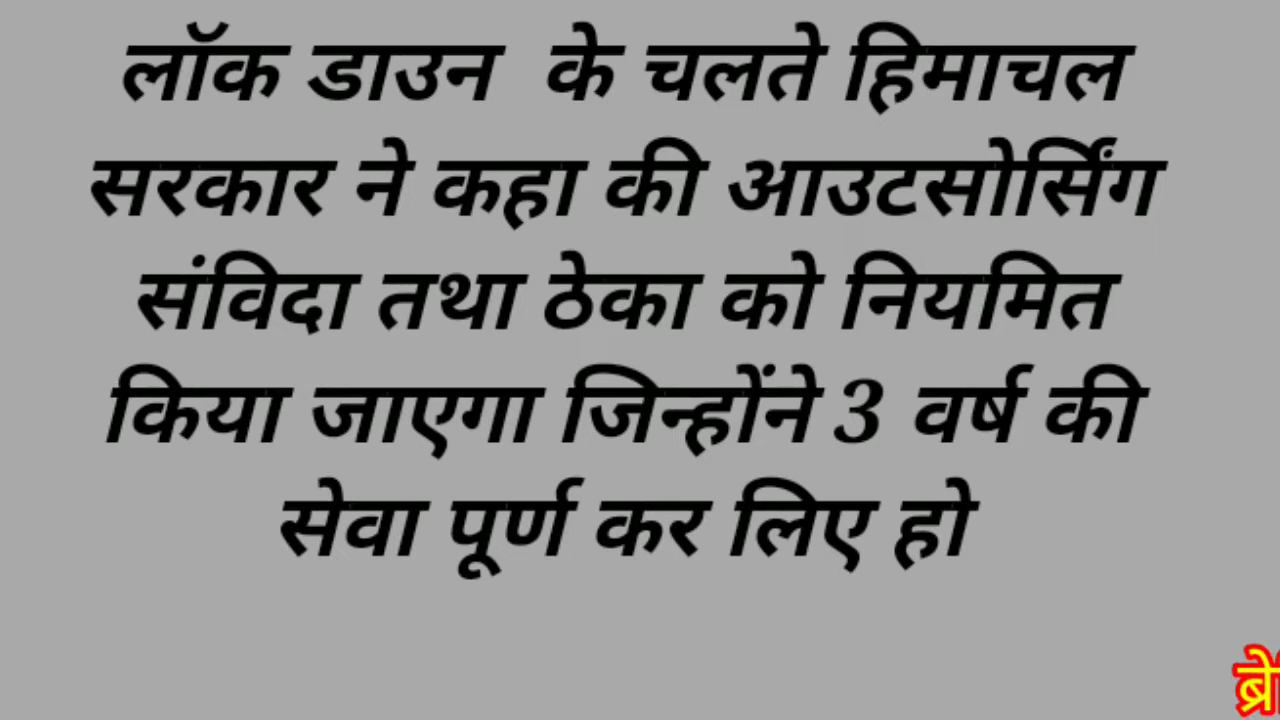 लॉक डाउन के चलते हिमाचल
सरकार ने कहा की आउटसोर्सिंग
संविदा तथा ठेका को नियमित
किया जाएगा जिन्होंने 3 वर्ष की
सेवा पूर्ण कर लिए हो